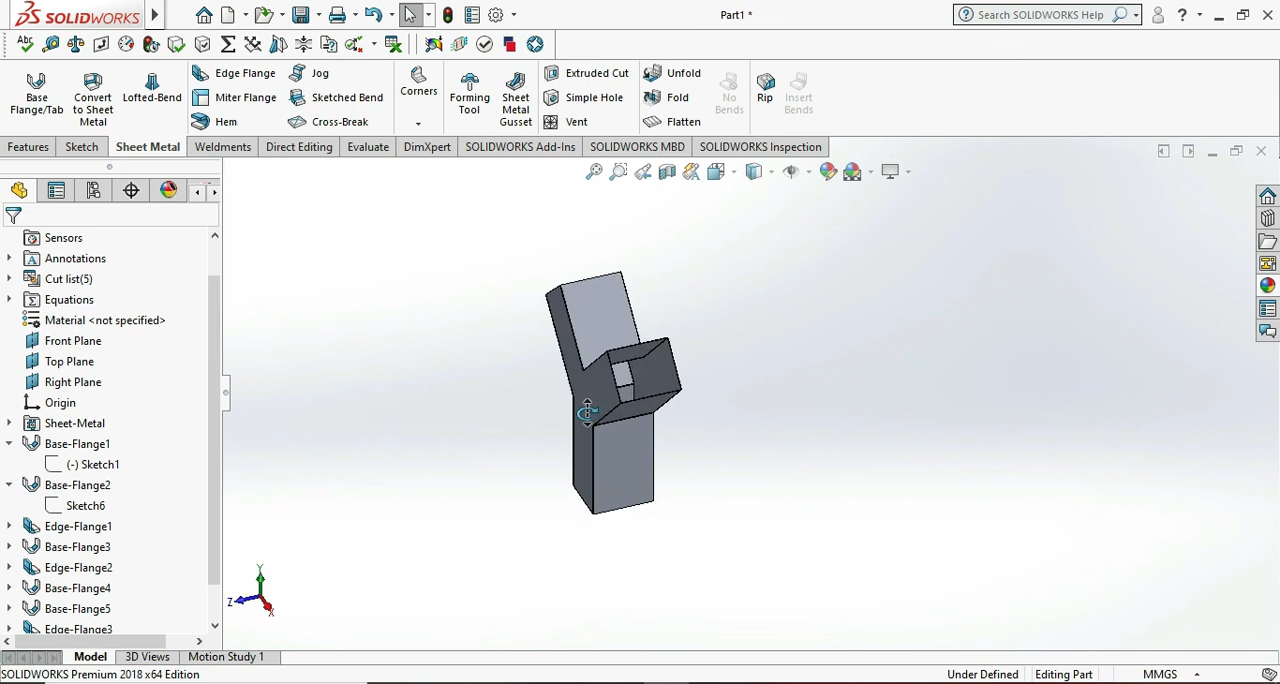 SOLIDWORKS
Part1 *
Search SOLIDWORKS Help
?
Abc
Base Flange/Tab
Convert to Sheet Metal
Lofted-Bend
Edge Flange
Miter Flange
Hem
Jog
Sketched Bend
Cross-Break
Corners
Forming Tool
Sheet Metal Gusset
Extruded Cut
Simple Hole
Vent
Unfold
Fold
Flatten
No Bends
Rip
Insert Bends
Features
Sketch
Sheet Metal
Weldments
Direct Editing
Evaluate
DimXpert
SOLIDWORKS Add-Ins
SOLIDWORKS MBD
SOLIDWORKS Inspection
Sensors
Annotations
Cut list(5)
Equations
Material <not specified>
Front Plane
Top Plane
Right Plane
Origin
Sheet-Metal
Base-Flange1
(-) Sketch1
Base-Flange2
Sketch6
Edge-Flange1
Base-Flange3
Edge-Flange2
Base-Flange4
Base-Flange5
Edge-Flange3
Y
Z
X
Model
3D Views
Motion Study 1
SOLIDWORKS Premium 2018 x64 Edition
Under Defined
Editing Part
MMGS